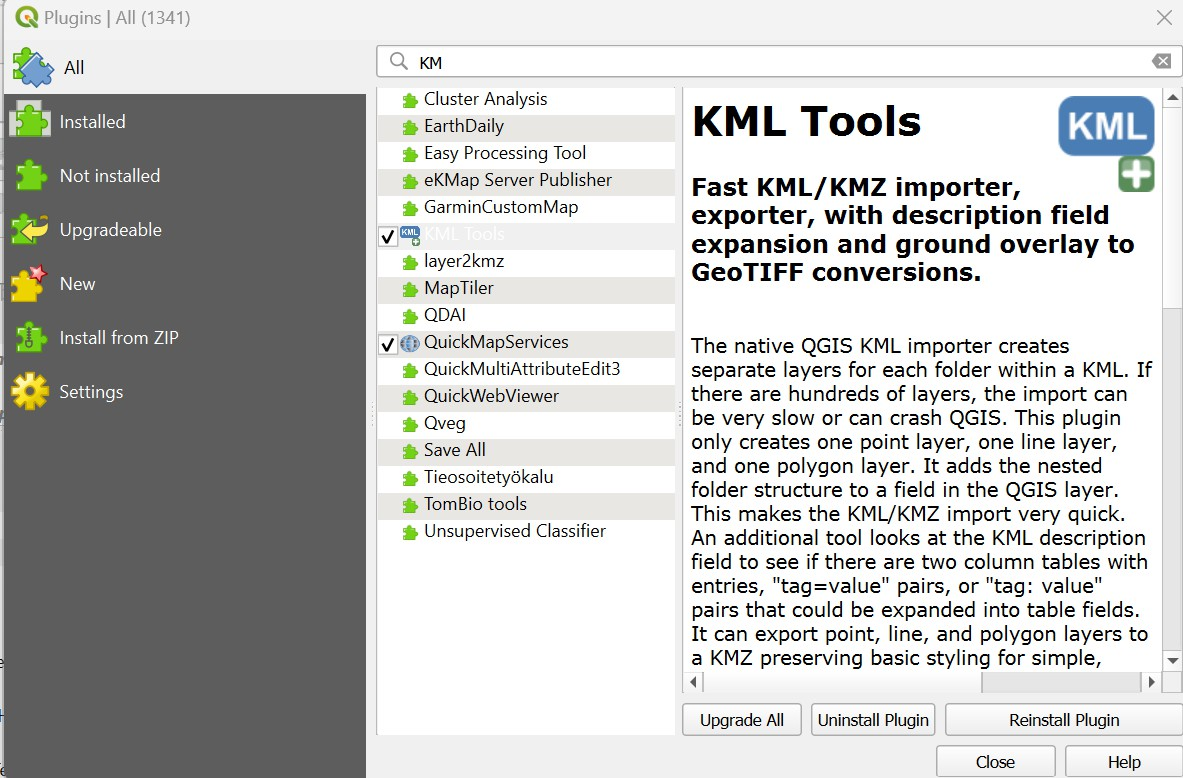 Plugins | All (1341)
All
Installed
Not installed
Upgradeable
New
Install from ZIP
Settings
KM
Cluster Analysis
EarthDaily
Easy Processing Tool
eKMap Server Publisher
GarminCustomMap
KML Tools
layer2kmz
MapTiler
QDAI
QuickMapServices
QuickMultiAttributeEdit3
QuickWebViewer
Qveg
Save All
Tieosoitetyökalu
TomBio tools
Unsupervised Classifier
KML Tools
KML
Fast KML/KMZ importer,
exporter, with description field
expansion and ground overlay to
GeoTIFF conversions.
The native QGIS KML importer creates
separate layers for each folder within a KML. If
there are hundreds of layers, the import can
be very slow or can crash QGIS. This plugin
only creates one point layer, one line layer,
and one polygon layer. It adds the nested
folder structure to a field in the QGIS layer.
This makes the KML/KMZ import very quick.
An additional tool looks at the KML description
field to see if there are two column tables with
entries, "tag=value" pairs, or "tag: value"
pairs that could be expanded into table fields.
It can export point, line, and polygon layers to
a KMZ preserving basic styling for simple,
Upgrade All
Uninstall Plugin
Reinstall Plugin
Close
Help